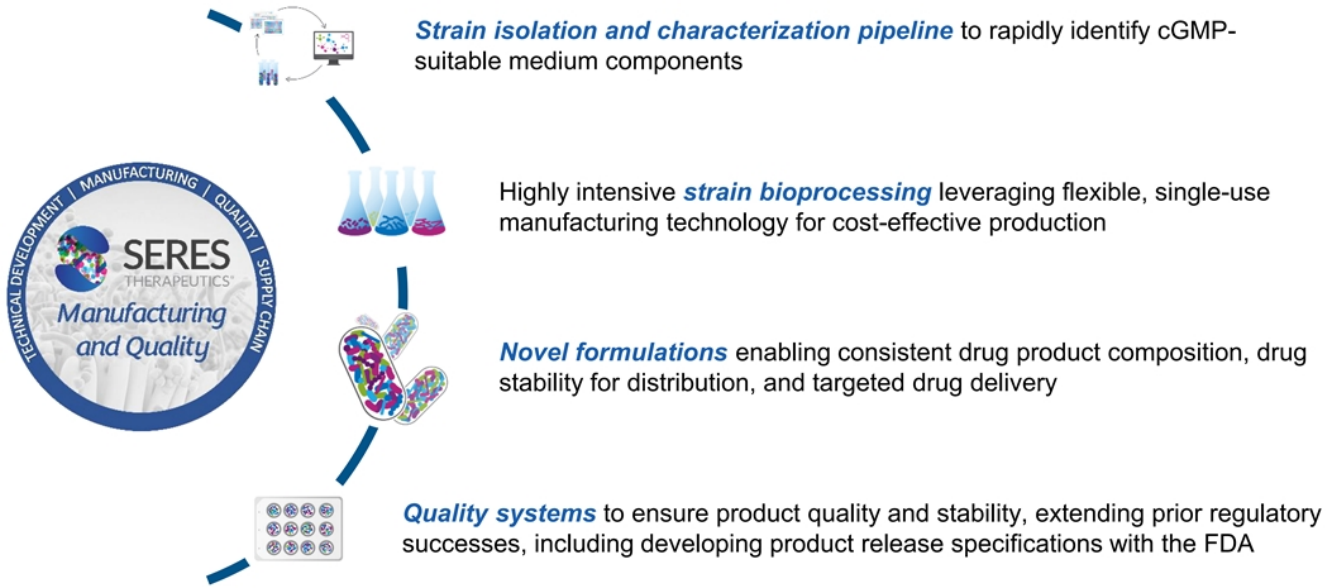 Strain isolation and characterization pipeline to rapidly identify cGMP-
suitable medium components
Highly intensive strain bioprocessing leveraging flexible, single-use
manufacturing technology for cost-effective production
TECHNICAL DEVELOPMENT | MANUFACTURING | QUALITY | SUPPLY CHAIN
SERES
THERAPEUTICS®
Manufacturing
and Quality
Novel formulations enabling consistent drug product composition, drug
stability for distribution, and targeted drug delivery
Quality systems to ensure product quality and stability, extending prior regulatory
successes, including developing product release specifications with the FDA